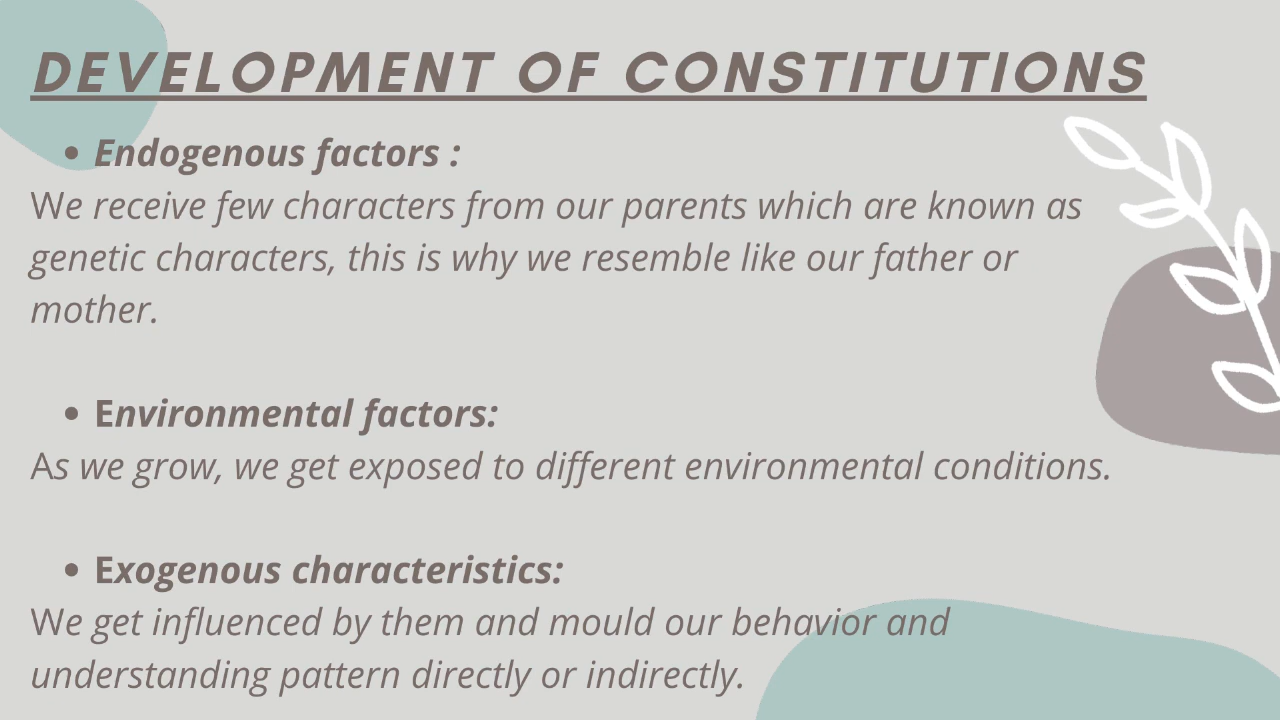 DEVELOPMENT OF CONSTITUTIONS
• Endogenous factors :
We receive few characters from our parents which are known as
genetic characters, this is why we resemble like our father or
mother.
• Environmental factors:
As we grow, we get exposed to different environmental conditions.
• Exogenous characteristics:
We get influenced by them and mould our behavior and
understanding pattern directly or indirectly.